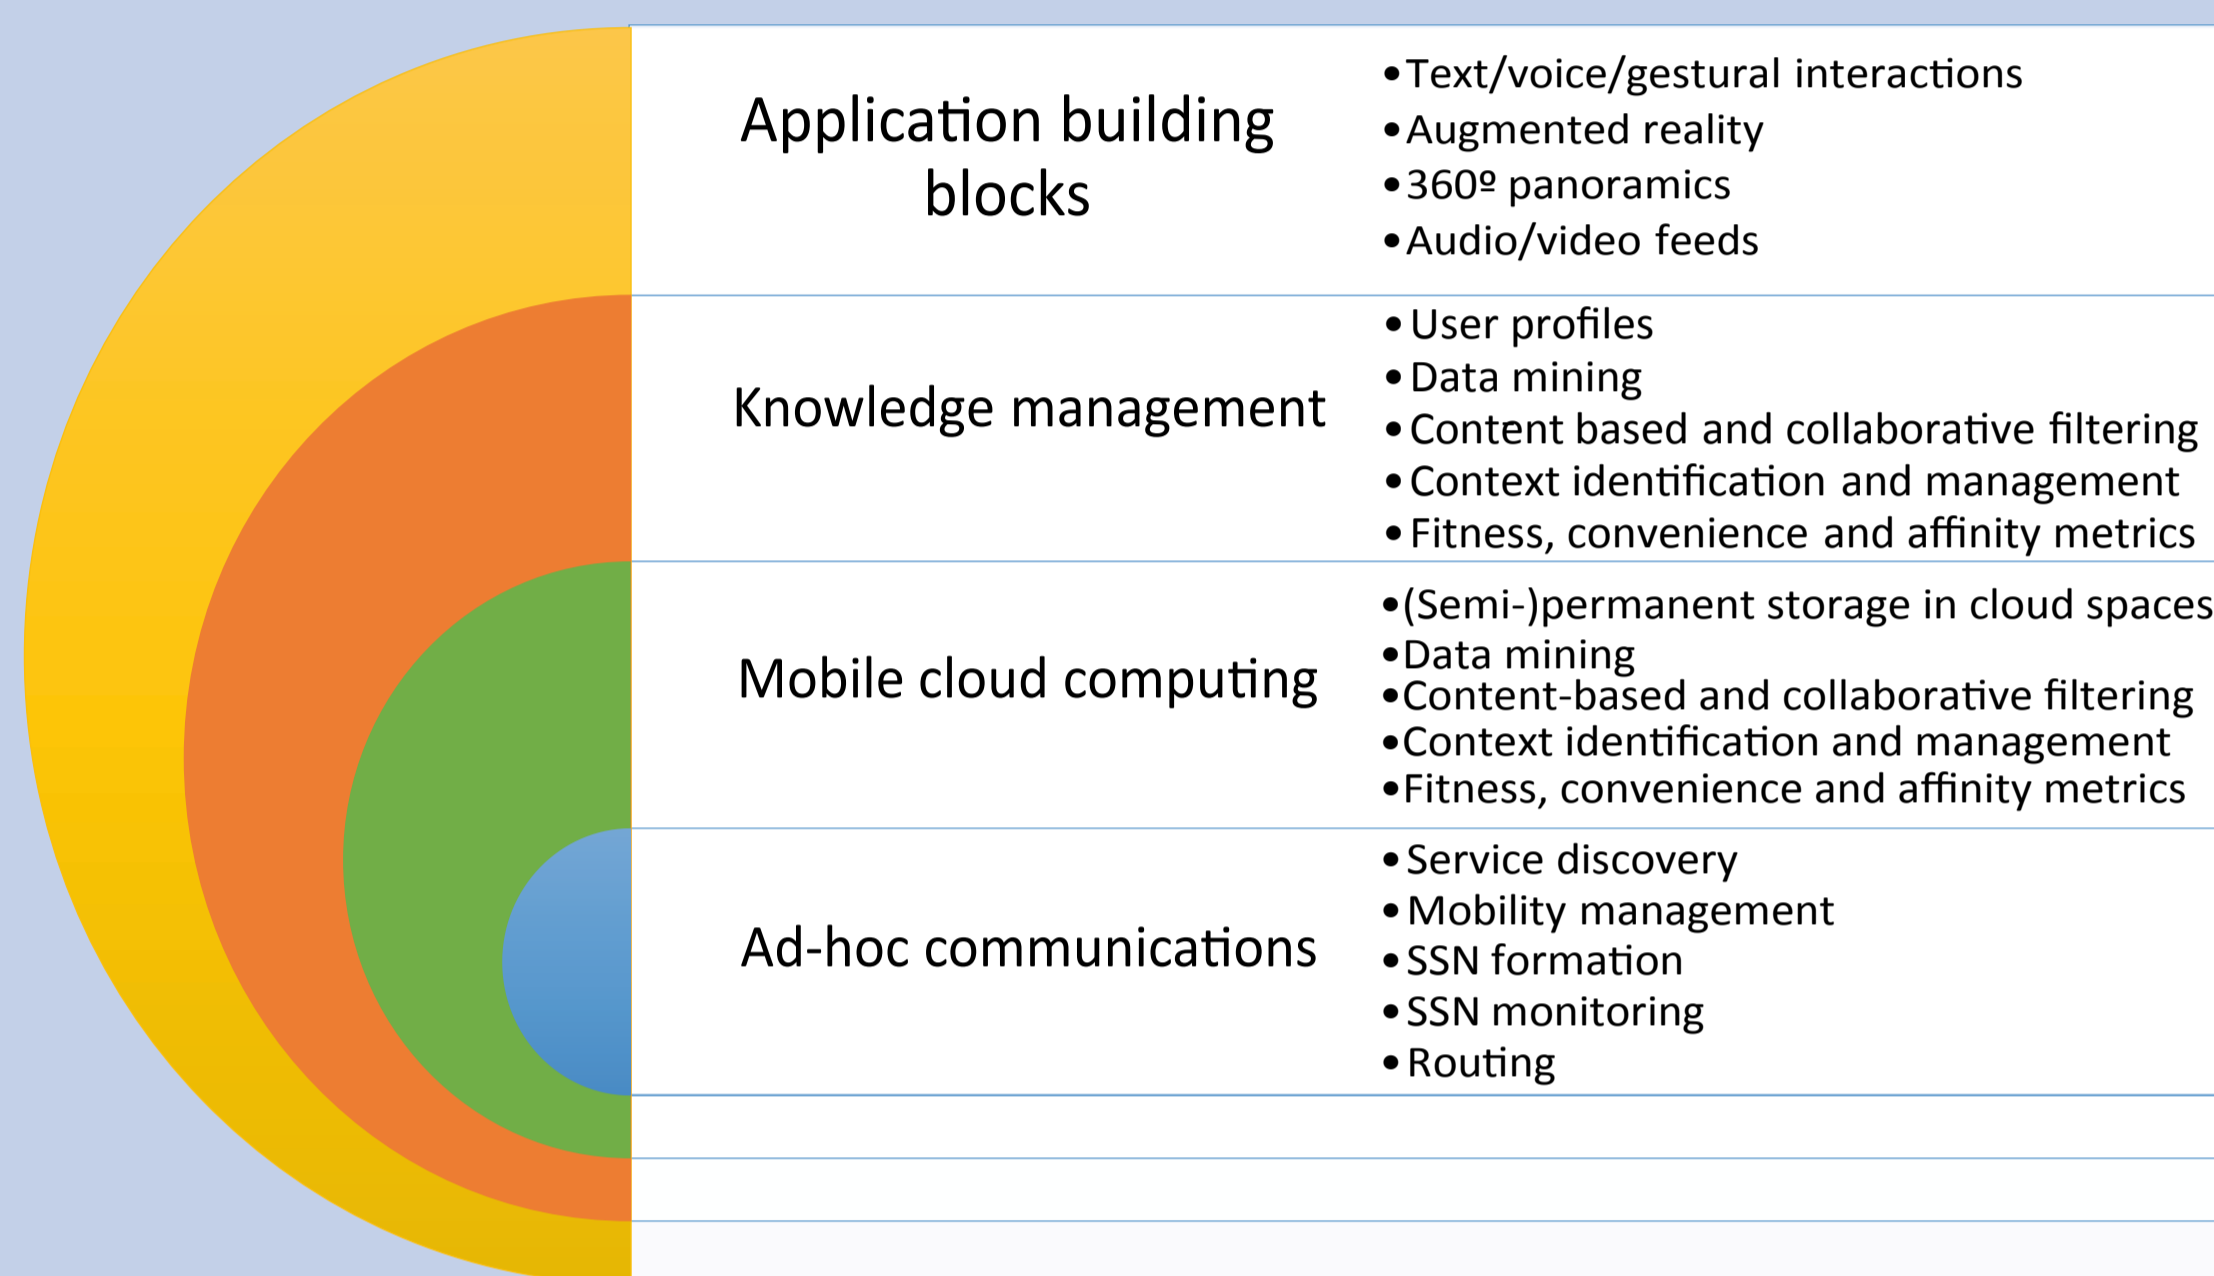 Application building
blocks
•Text/voice/gestural interactions
•Augmented reality
•360º panoramics
•Audio/video feeds
Knowledge management
•User profiles
•Data mining
•Content based and collaborative filtering
•Context identification and management
•Fitness, convenience and affinity metrics
Mobile cloud computing
•(Semi-)permanent storage in cloud spaces
•Data mining
•Content-based and collaborative filtering
•Context identification and management
•Fitness, convenience and affinity metrics
Ad-hoc communications
•Service discovery
•Mobility management
•SSN formation
•SSN monitoring
•Routing